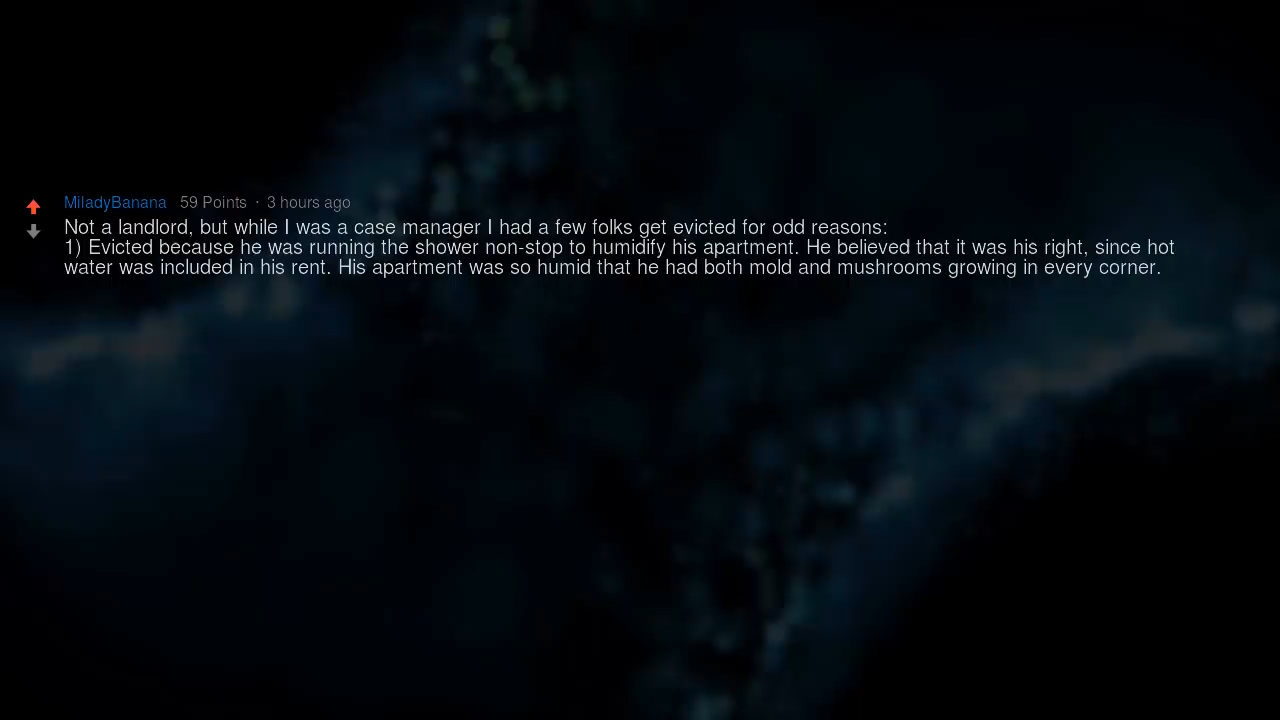 MiladyBanana 59 Points · 3 hours ago
Not a landlord, but while I was a case manager I had a few folks get evicted for odd reasons:
1) Evicted because he was running the shower non-stop to humidify his apartment. He believed that it was his right, since hot
water was included in his rent. His apartment was so humid that he had both mold and mushrooms growing in every corner.